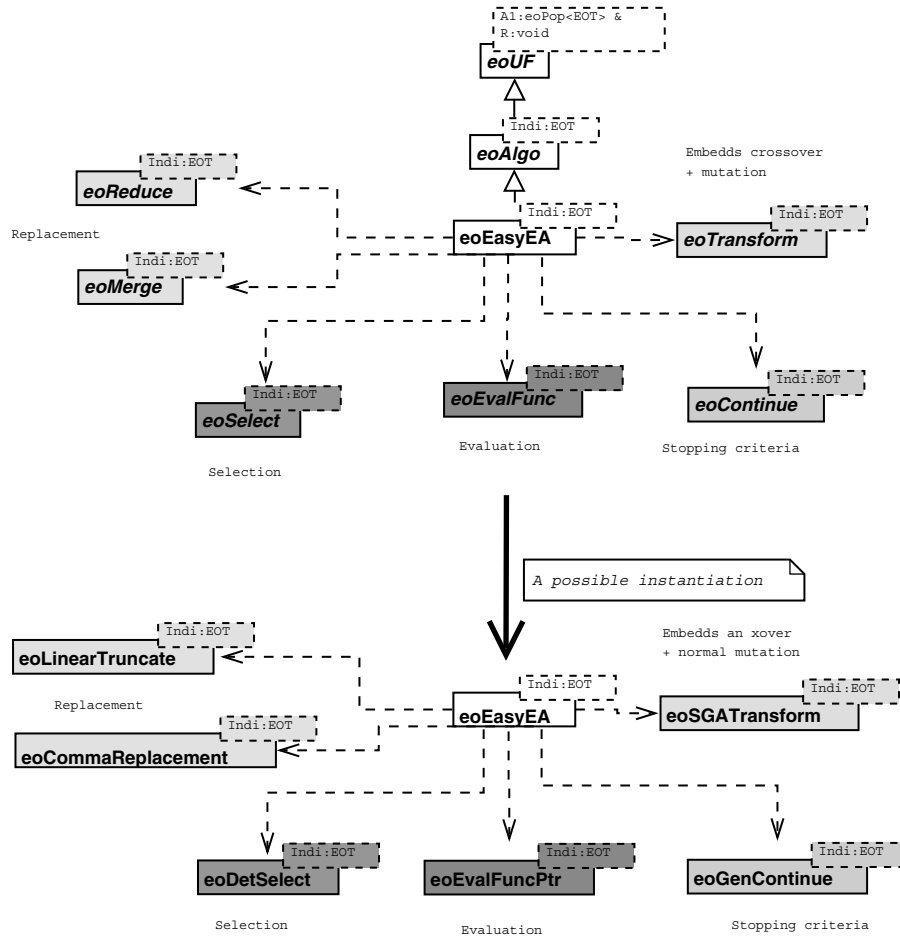 A1:eoPop<EOT> &
R:void
eoUF
Indi:EOT
eoAlgo
Embedds crossover
+ mutation
Indi:EOT
eoReduce
Replacement
Indi:EOT
eoEasyEA
Indi:EOT
eoTransform
Indi:EOT
eoMerge
Indi:EOT
eoSelect
Selection
Indi:EOT
eoEvalFunc
Evaluation
Indi:EOT
eoContinue
Stopping criteria
A possible instantiation
Embedds an xover
+ normal mutation
Indi:EOT
eoLinearTruncate
Replacement
Indi:EOT
eoEasyEA
Indi:EOT
eoSGATransform
Indi:EOT
eoCommaReplacement
Indi:EOT
eoDetSelect
Selection
Indi:EOT
eoEvalFuncPtr
Evaluation
Indi:EOT
eoGenContinue
Stopping criteria